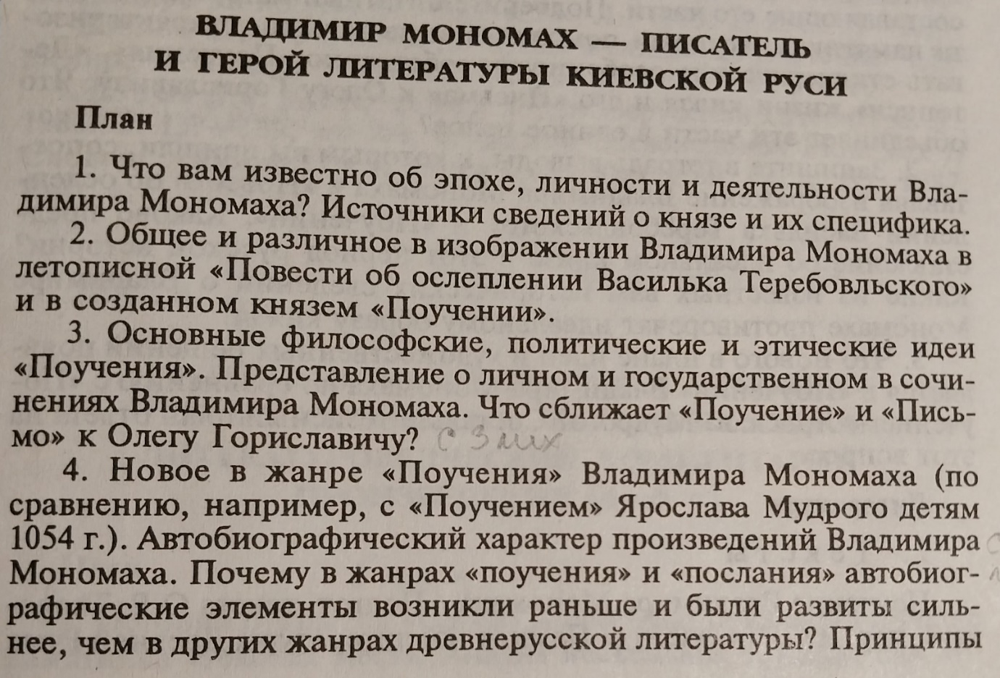 ВЛАДИМИР МОНОМАХ — ПИСАТЕЛЬ
И ГЕРОЙ ЛИТЕРАТУРЫ КИЕВСКОЙ РУСИ
План
1. Что вам известно об эпохе, личности и деятельности Вла-
димира Мономаха? Источники сведений о князе и их специфика.
2. Общее и различное в изображении Владимира Мономаха в
летописной «Повести об ослеплении Василька Теребовльского»
и в созданном князем «Поучении».
3. Основные философские, политические и этические идеи
«Поучения». Представление о личном и государственном в сочи-
нениях Владимира Мономаха. Что сближает «Поучение» и «Пись-
мо» к Олегу Гориславичу? с 3 мих
4. Новое в жанре «Поучения» Владимира Мономаха (по
сравнению, например, с «Поучением» Ярослава Мудрого детям
1054 г.). Автобиографический характер произведений Владимира
Мономаха. Почему в жанрах «поучения» и «послания» автобиог-
рафические элементы возникли раньше и были развиты силь-
нее, чем в других жанрах древнерусской литературы? Принципы